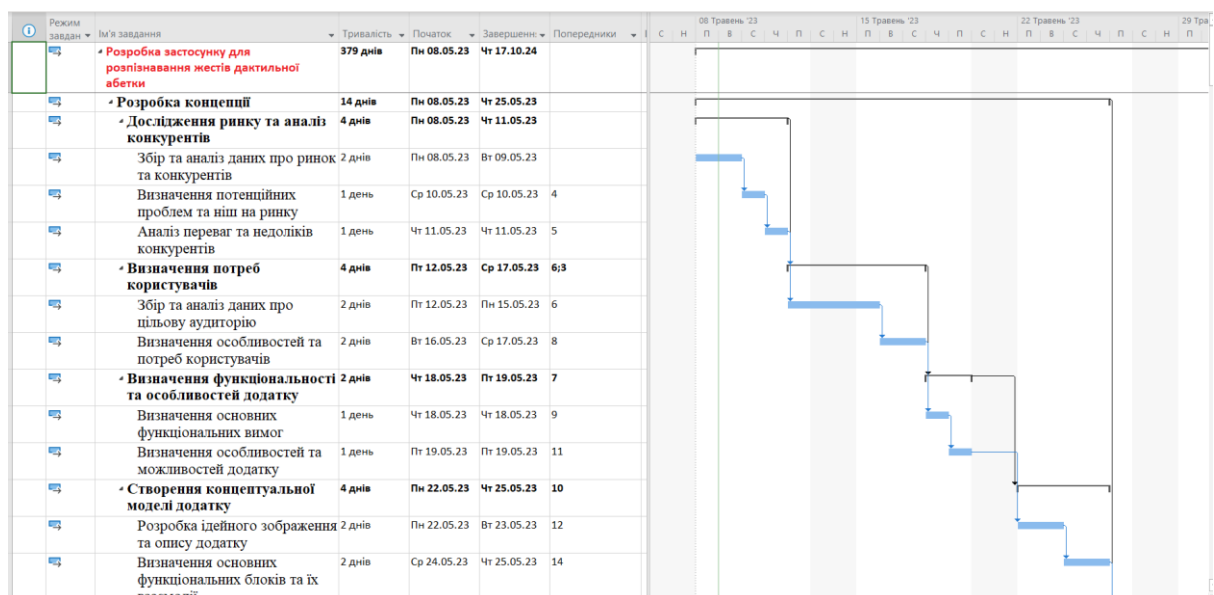 Режим
завдан Ім'я завдання Тривалість Початок Завершення Попередники
08 Травень '23 15 Травень '23 22 Травень '23 29 Тра
С Н П В С Ч П С Н П В С Ч П С Н П В С Ч П С Н П В
Розробка застосунку для 379 днів Пн 08.05.23 Чт 17.10.24
розпізнавання жестів дактильної
абетки
Розробка концепції 14 днів Пн 08.05.23 Чт 25.05.23
Дослідження ринку та аналіз 4 днів Пн 08.05.23 Чт 11.05.23
конкурентів
Збір та аналіз даних про ринок 2 днів Пн 08.05.23 Вт 09.05.23
та конкурентів
Визначення потенційних 1 день Ср 10.05.23 Ср 10.05.23 4
проблем та ніш на ринку
Аналіз переваг та недоліків 1 день Чт 11.05.23 Чт 11.05.23 5
конкурентів
Визначення потреб 4 днів Пт 12.05.23 Ср 17.05.23 6;3
користувачів
Збір та аналіз даних про 2 днів Пт 12.05.23 Пн 15.05.23 6
цільову аудиторію
Визначення особливостей та 2 днів Вт 16.05.23 Ср 17.05.23 8
потреб користувачів
Визначення функціональності 2 днів Чт 18.05.23 Пт 19.05.23 7
та особливостей додатку
Визначення основних 1 день Чт 18.05.23 Чт 18.05.23 9
функціональних вимог
Визначення особливостей та 1 день Пт 19.05.23 Пт 19.05.23 11
можливостей додатку
Створення концептуальної 4 днів Пн 22.05.23 Чт 25.05.23 10
моделі додатку
Розробка ідейного зображення 2 днів Пн 22.05.23 Вт 23.05.23 12
та опису додатку
Визначення основних 2 днів Ср 24.05.23 Чт 25.05.23 14
функціональних блоків та їх